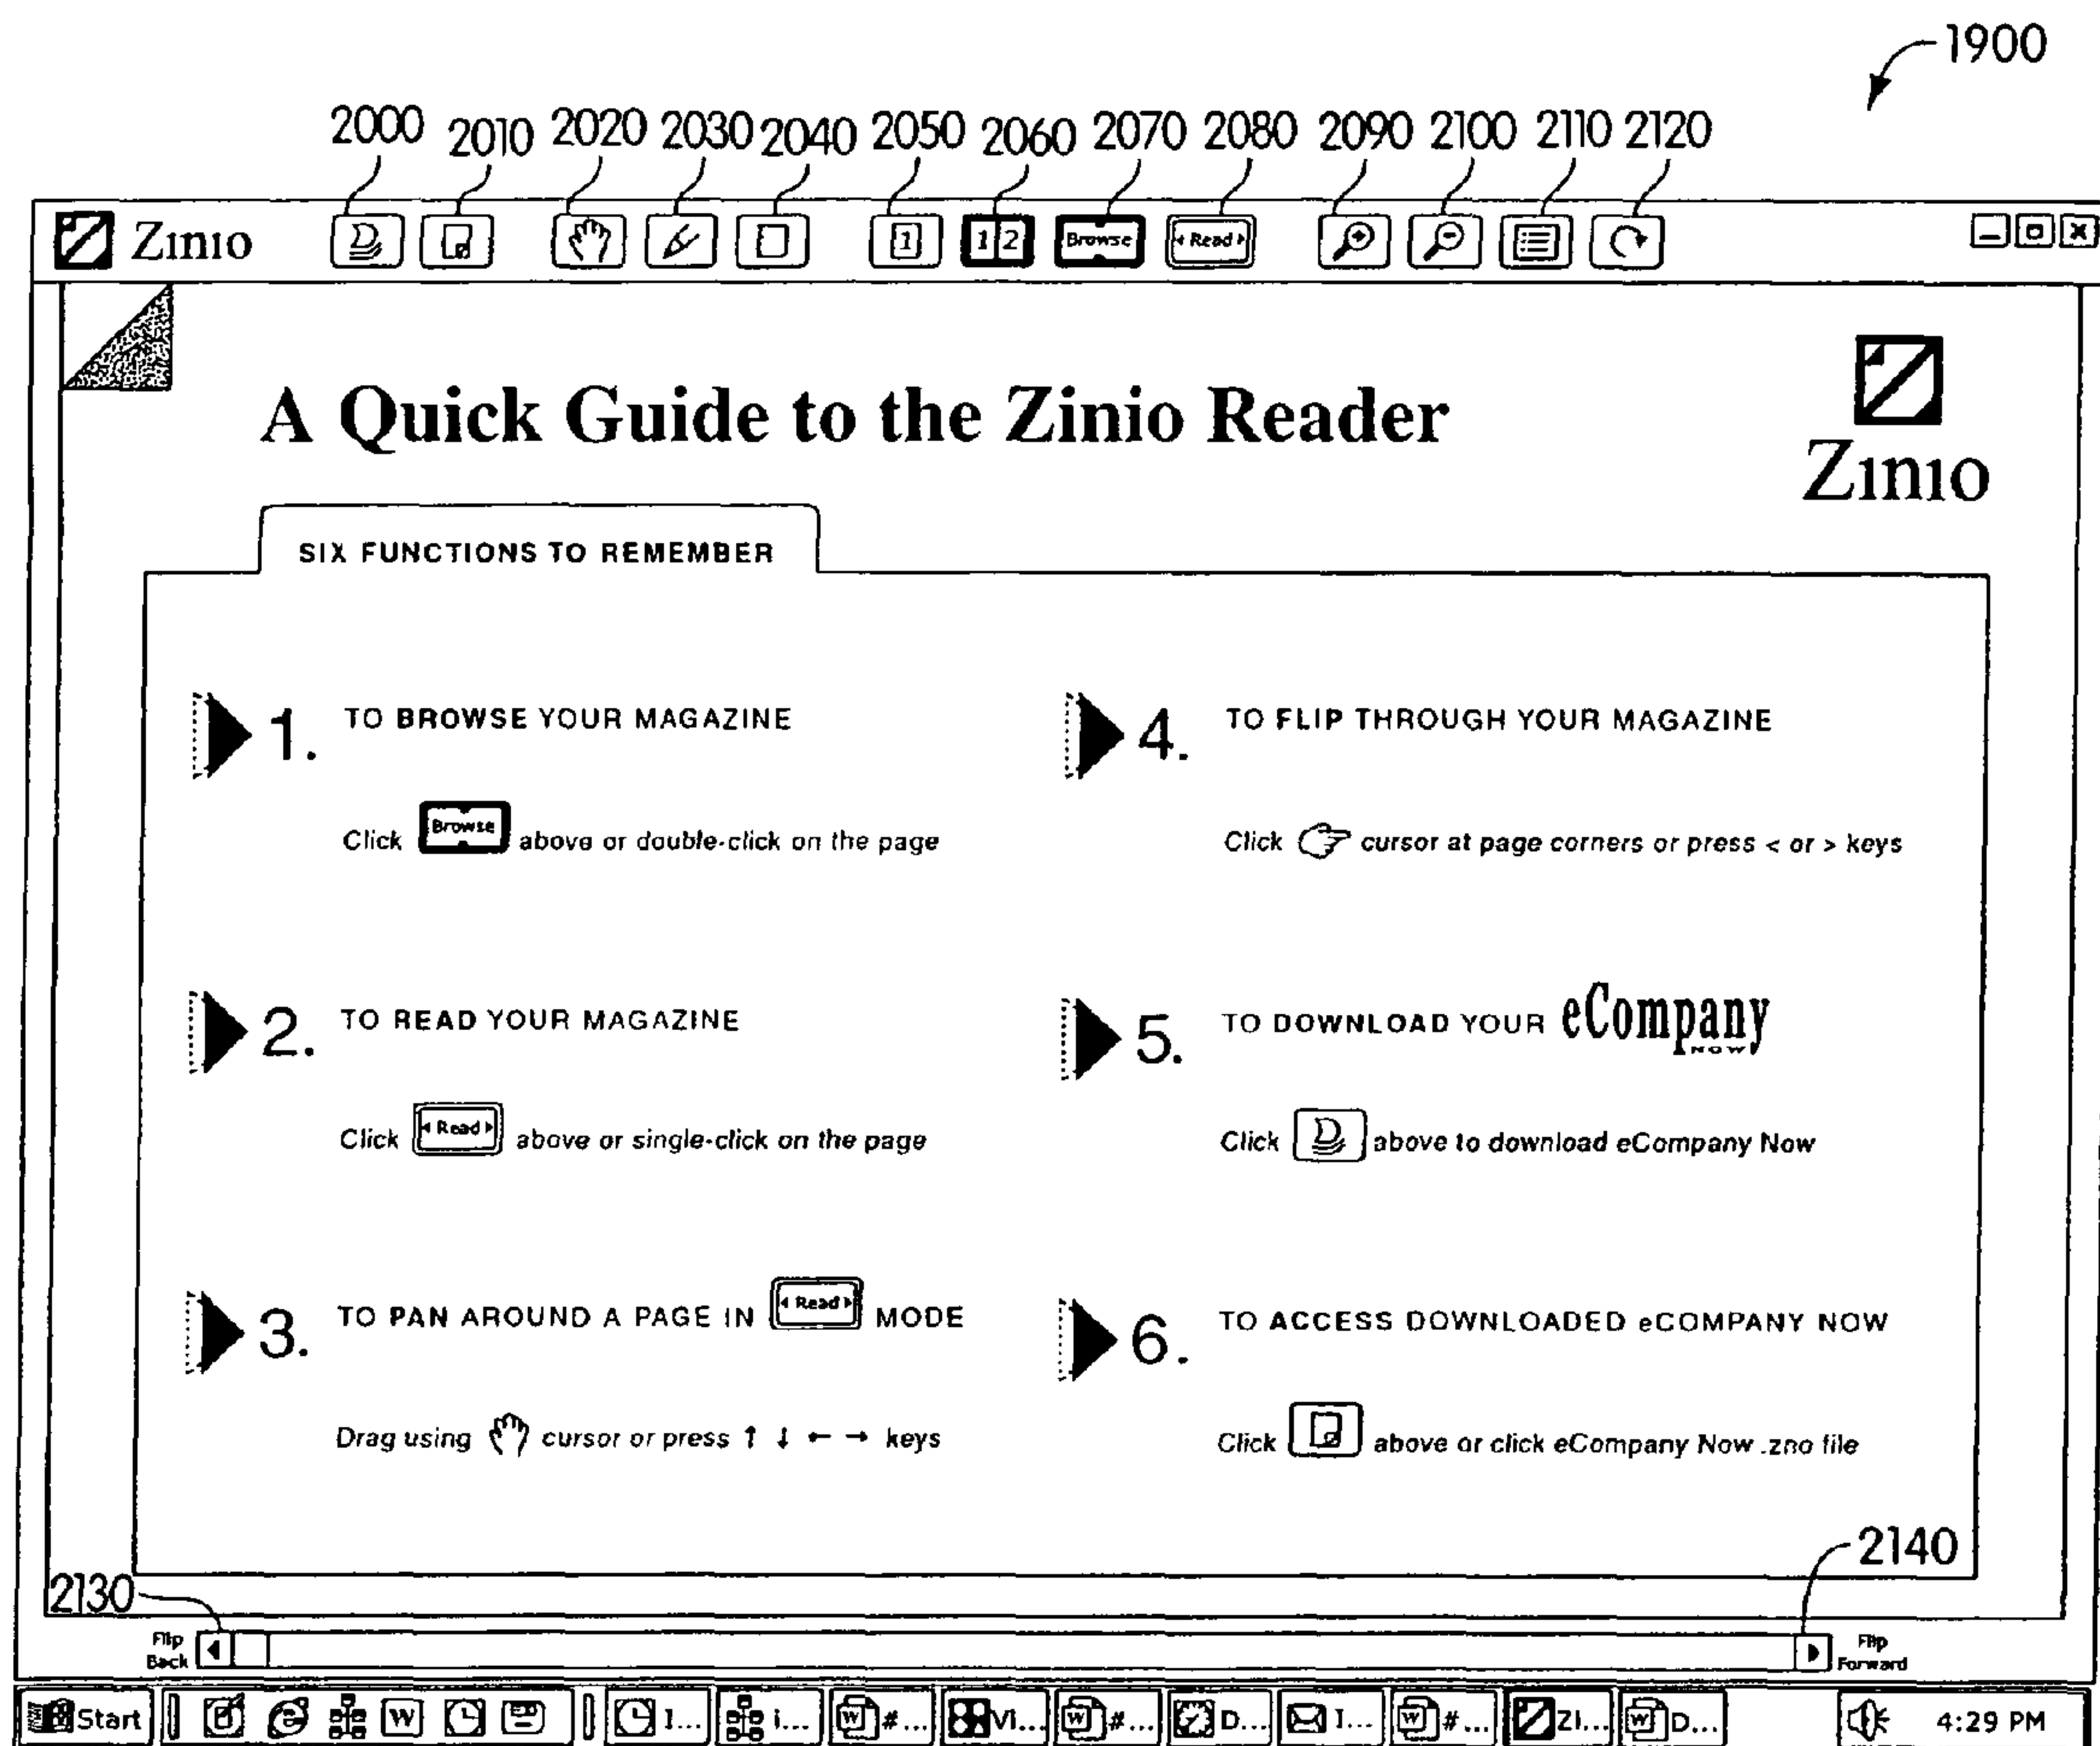 1900
2000 2010 2020 2030 2040 2050 2060 2070 2080 2090 2100 2110 2120
Zinio 1 1 2 Browse Read
A Quick Guide to the Zinio Reader
Zinio
SIX FUNCTIONS TO REMEMBER
1. TO BROWSE YOUR MAGAZINE
Click Browse above or double-click on the page
2. TO READ YOUR MAGAZINE
Click Read above or single-click on the page
3. TO PAN AROUND A PAGE IN Read MODE
Drag using cursor or press ↑ ↓ ← → keys
4. TO FLIP THROUGH YOUR MAGAZINE
Click cursor at page corners or press < or > keys
5. TO DOWNLOAD YOUR eCompany NOW
Click above to download eCompany Now
6. TO ACCESS DOWNLOADED eCOMPANY NOW
Click above or click eCompany Now .zno file
2130
2140
Flip Back
Flip Forward
Start W 1... i... #... Vi... #... D... I... #... ZI... D... 4:29 PM